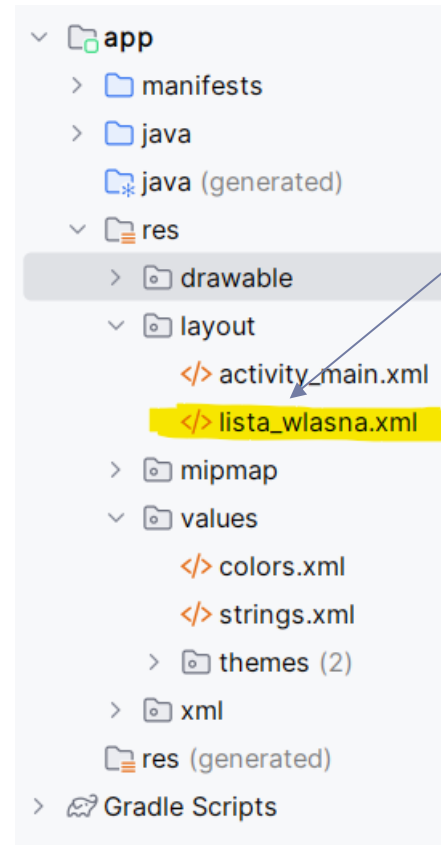 app
manifests
java
java (generated)
res
drawable
layout
activity_main.xml
lista_wlasna.xml
mipmap
values
colors.xml
strings.xml
themes (2)
xml
res (generated)
Gradle Scripts